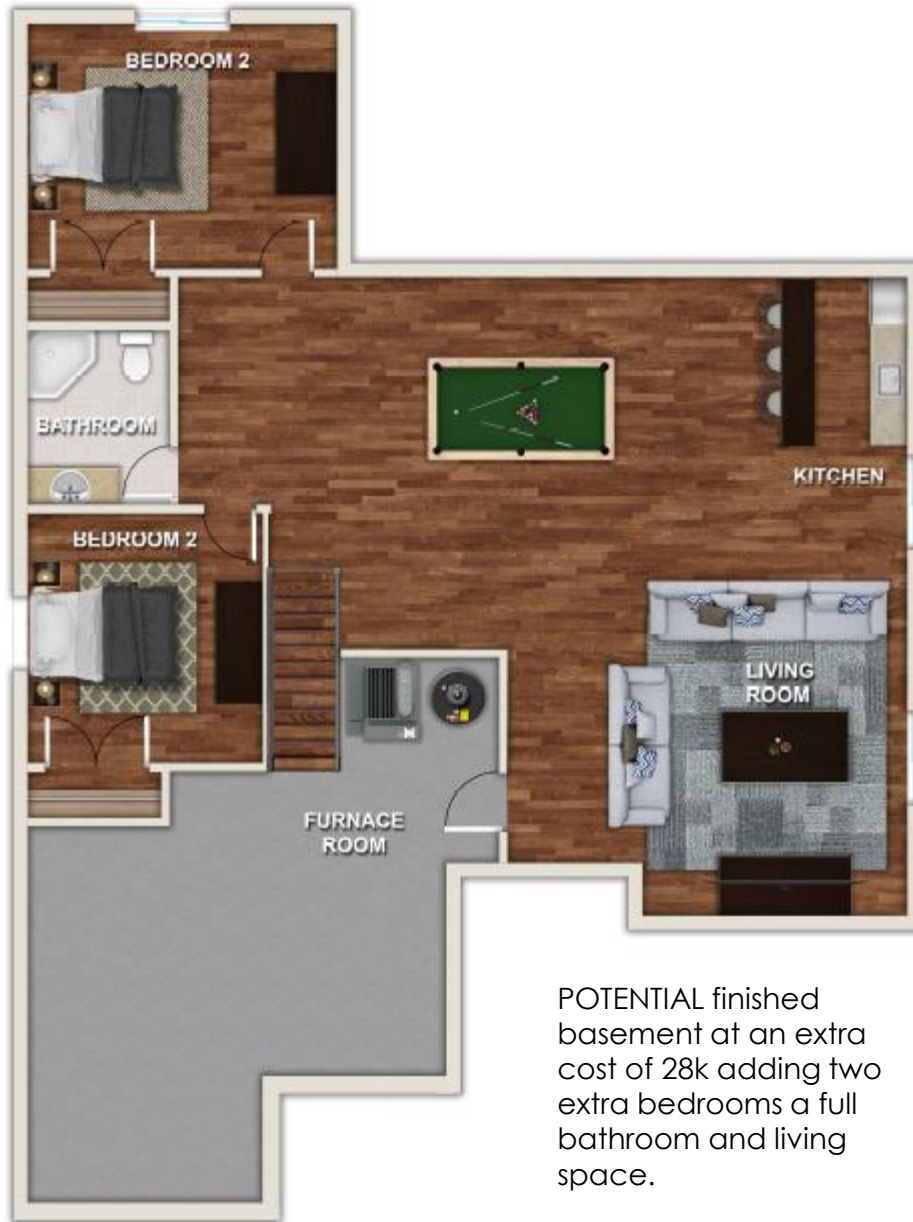 BEDROOM 2
BATHROOM
KITCHEN
BEDROOM 2
LIVING
ROOM
FURNACE
ROOM
POTENTIAL finished
basement at an extra
cost of 28k adding two
extra bedrooms a full
bathroom and living
space.